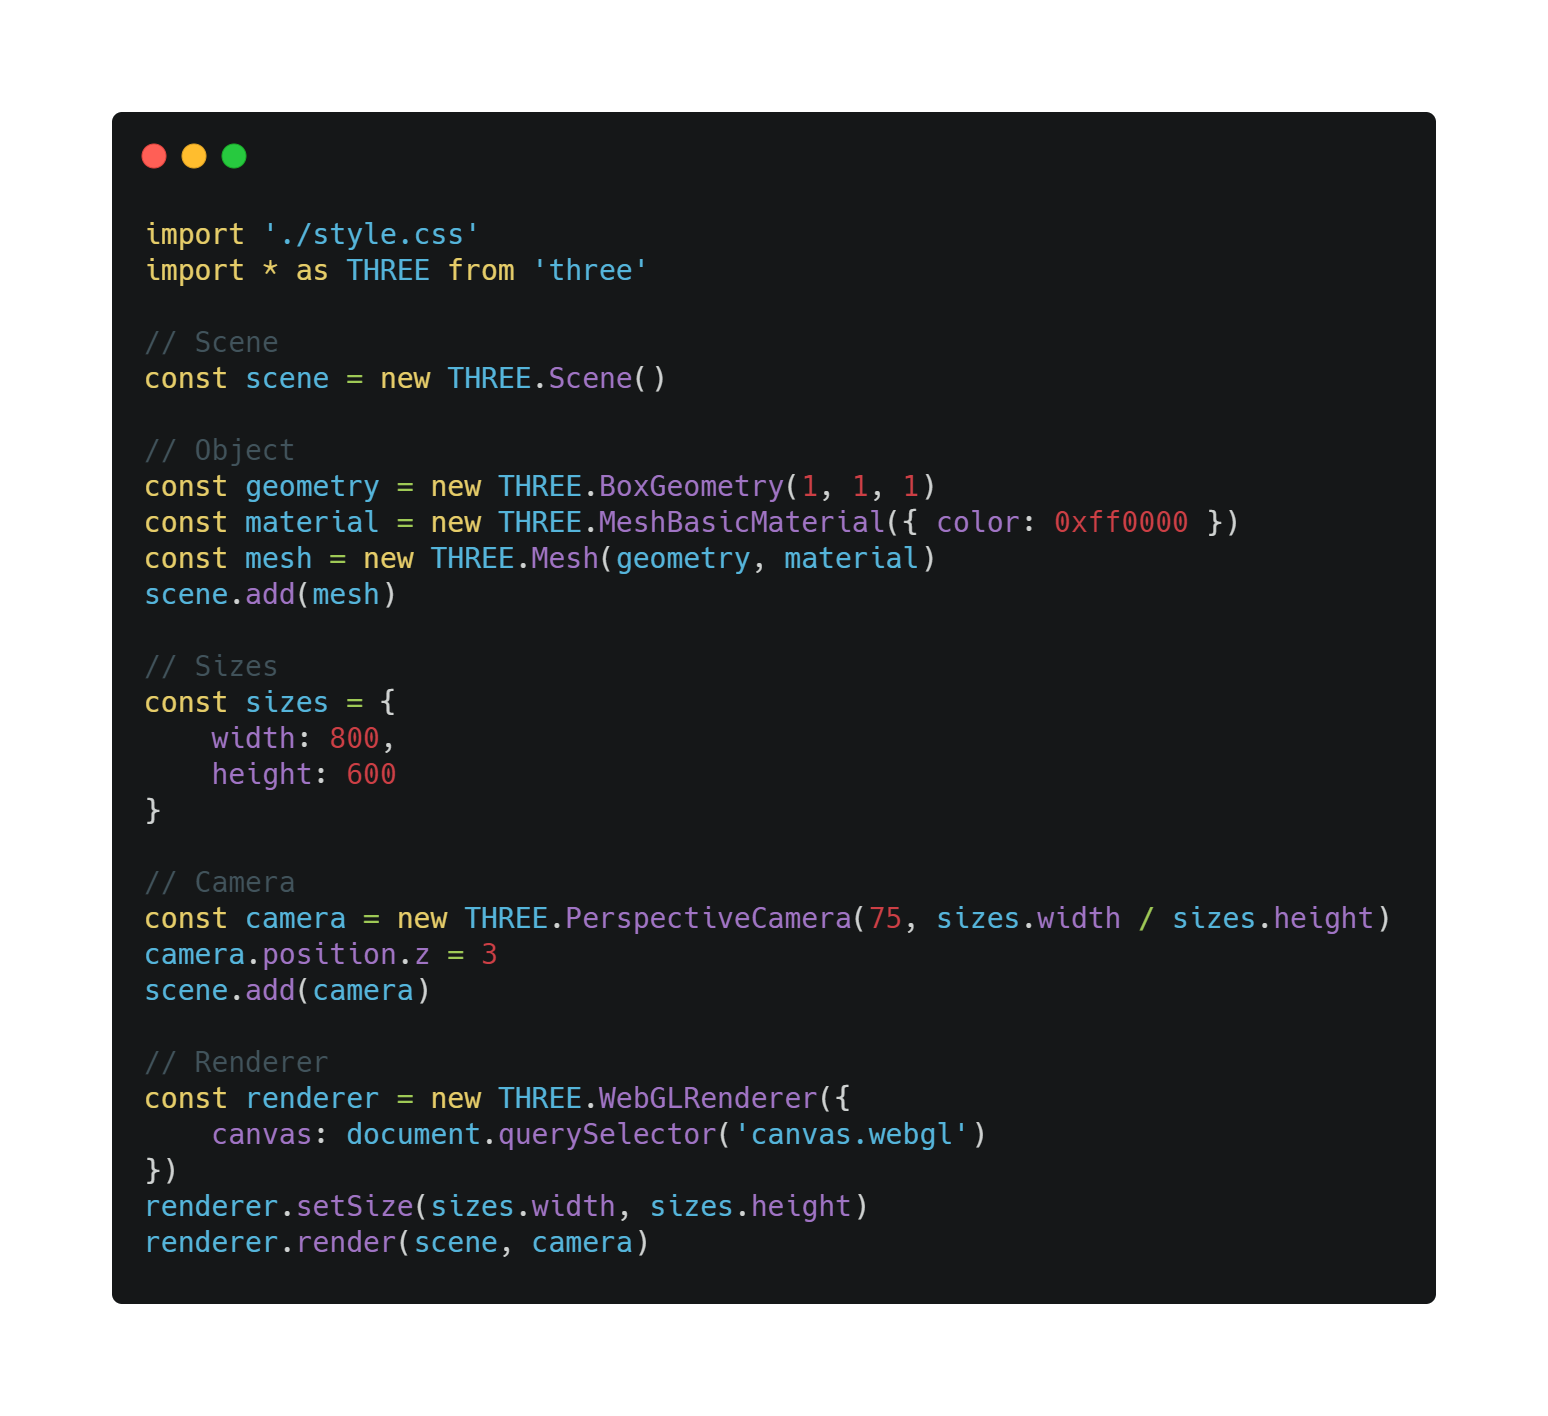 import './style.css'
import * as THREE from 'three'

// Scene
const scene = new THREE.Scene()

// Object
const geometry = new THREE.BoxGeometry(1, 1, 1)
const material = new THREE.MeshBasicMaterial({ color: 0xff0000 })
const mesh = new THREE.Mesh(geometry, material)
scene.add(mesh)

// Sizes
const sizes = {
    width: 800,
    height: 600
}

// Camera
const camera = new THREE.PerspectiveCamera(75, sizes.width / sizes.height)
camera.position.z = 3
scene.add(camera)

// Renderer
const renderer = new THREE.WebGLRenderer({
    canvas: document.querySelector('canvas.webgl')
})
renderer.setSize(sizes.width, sizes.height)
renderer.render(scene, camera)